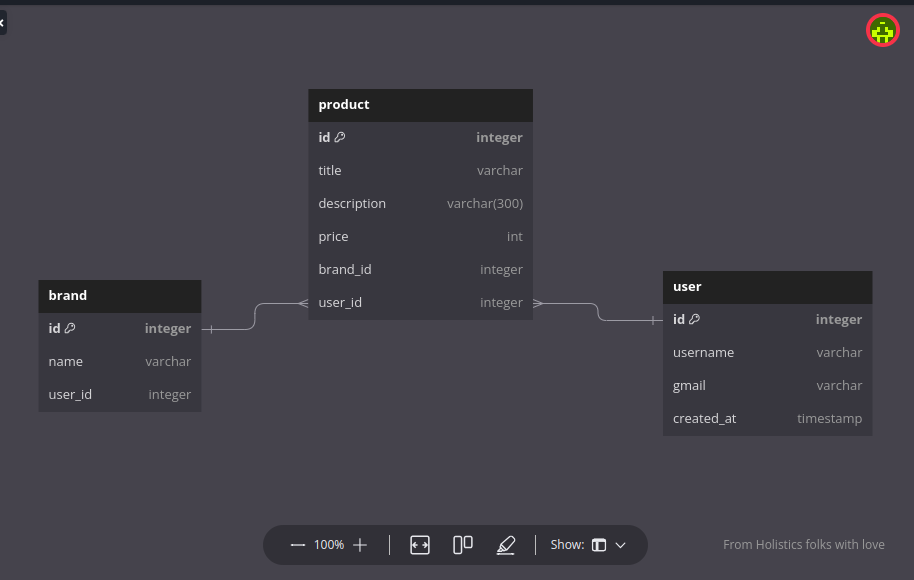 product
id integer
title varchar
description varchar(300)
price int
brand_id integer
user_id integer
brand
id integer
name varchar
user_id integer
user
id integer
username varchar
gmail varchar
created_at timestamp
100% Show:
From Holistics folks with love